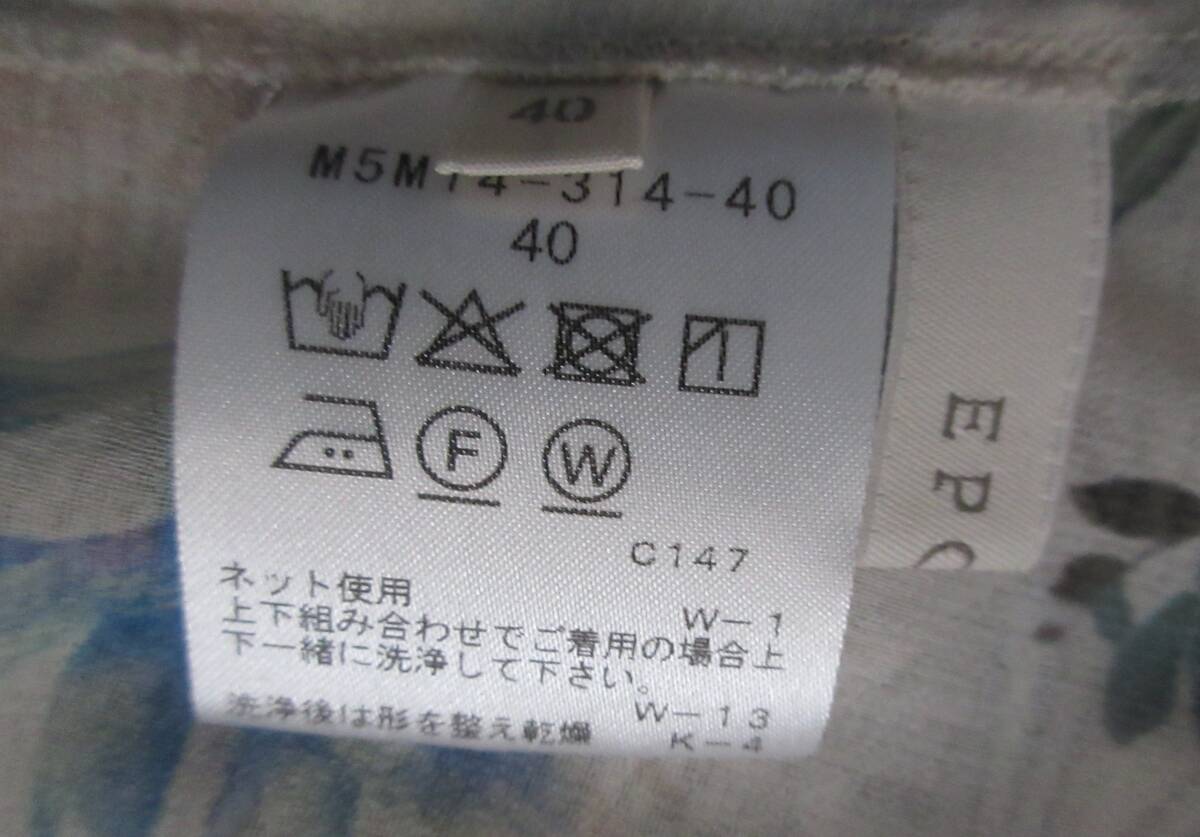 40
M5M14-314-40
40
F W
C147
ネット使用 W-1
上下組み合わせでご着用の場合上
下一緒に洗浄して下さい。
W-13
洗浄後は形を整え乾燥 K-4
EPO